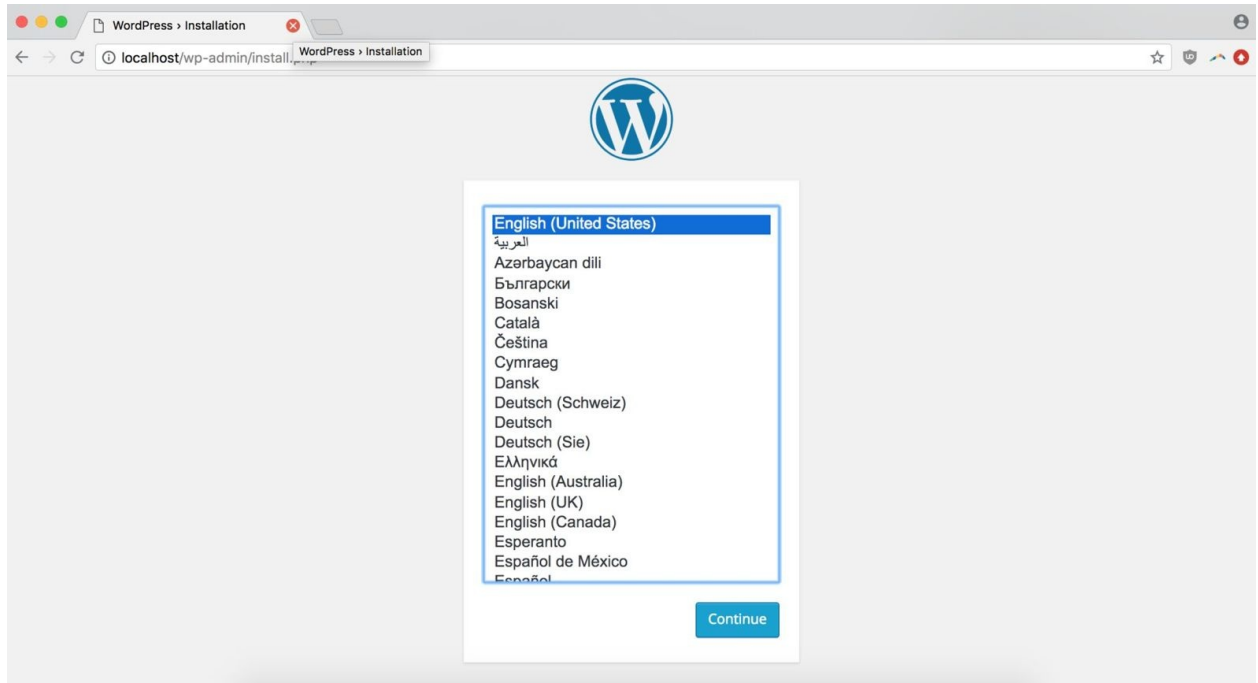 WordPress › Installation
localhost/wp-admin/install.php
WordPress › Installation
English (United States)
العربية
Azərbaycan dili
Български
Bosanski
Català
Čeština
Cymraeg
Dansk
Deutsch (Schweiz)
Deutsch
Deutsch (Sie)
Ελληνικά
English (Australia)
English (UK)
English (Canada)
Esperanto
Español de México
Español
Continue